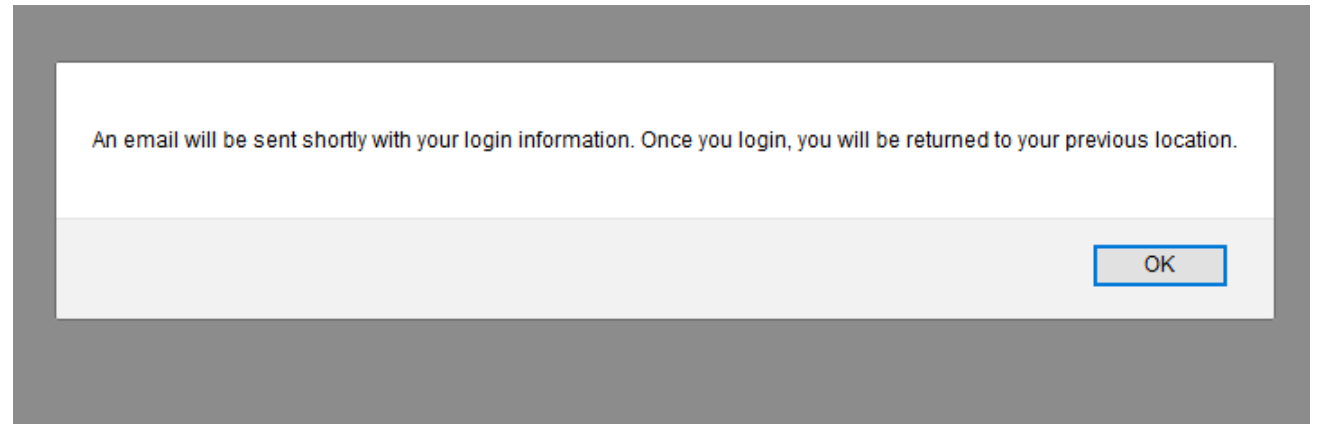 An email will be sent shortly with your login information. Once you login, you will be returned to your previous location.
OK